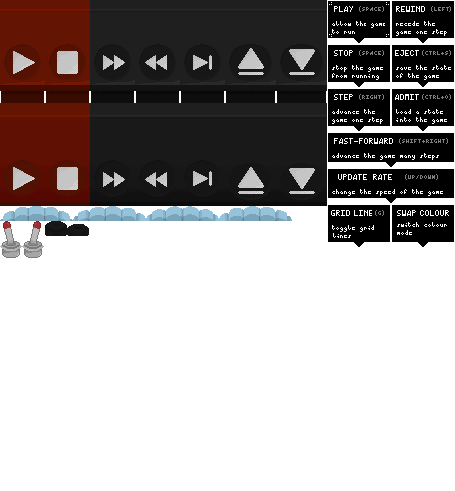 PLAY (SPACE)
allow the game
to run
REWIND (LEFT)
recede the
game one step
STOP (SPACE)
stop the game
from running
EJECT (CTRL+S)
save the state
of the game
STEP (RIGHT)
advance the
game one step
ADMIT (CTRL+O)
load a state
into the game
FAST-FORWARD (SHIFT+RIGHT)
advance the game many steps
UPDATE RATE (UP/DOWN)
change the speed of the game
GRID LINE (G)
toggle grid
lines
SWAP COLOUR
switch colour
mode